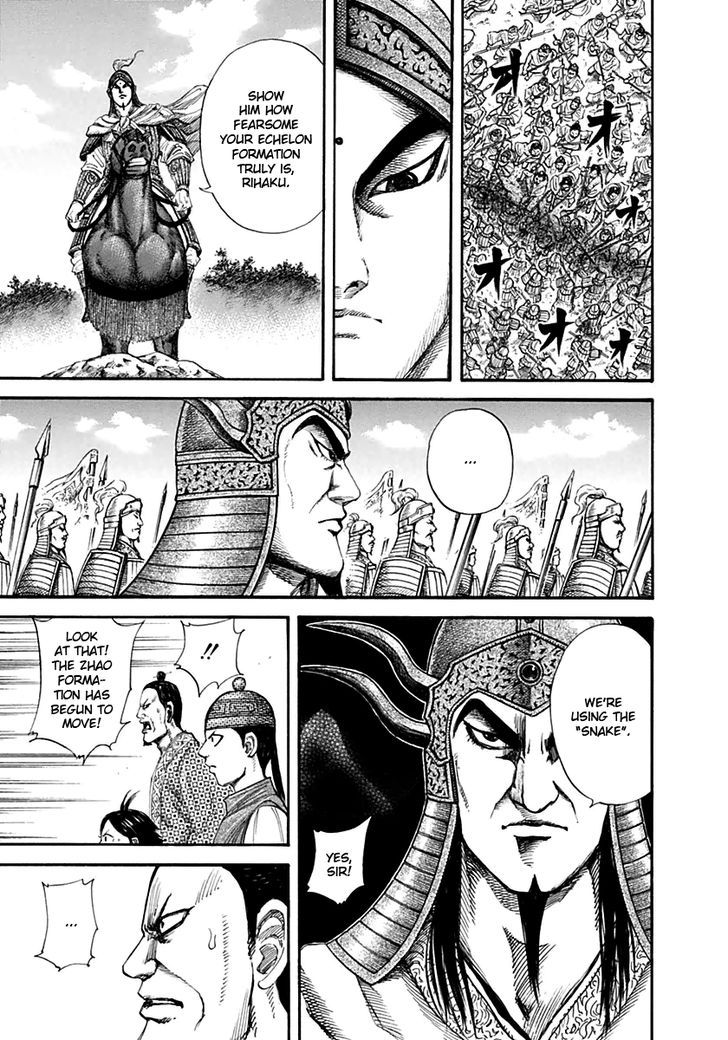 オオオオオ
SHOW
HIM HOW
FEARSOME
YOUR ECHELON
FORMATION
TRULY IS,
RIHAKU.
...
WE'RE
USING THE
"SNAKE".
YES,
SIR!
!!
LOOK
AT THAT!
THE ZHAO
FORMA-
TION HAS
BEGUN TO
MOVE!
...